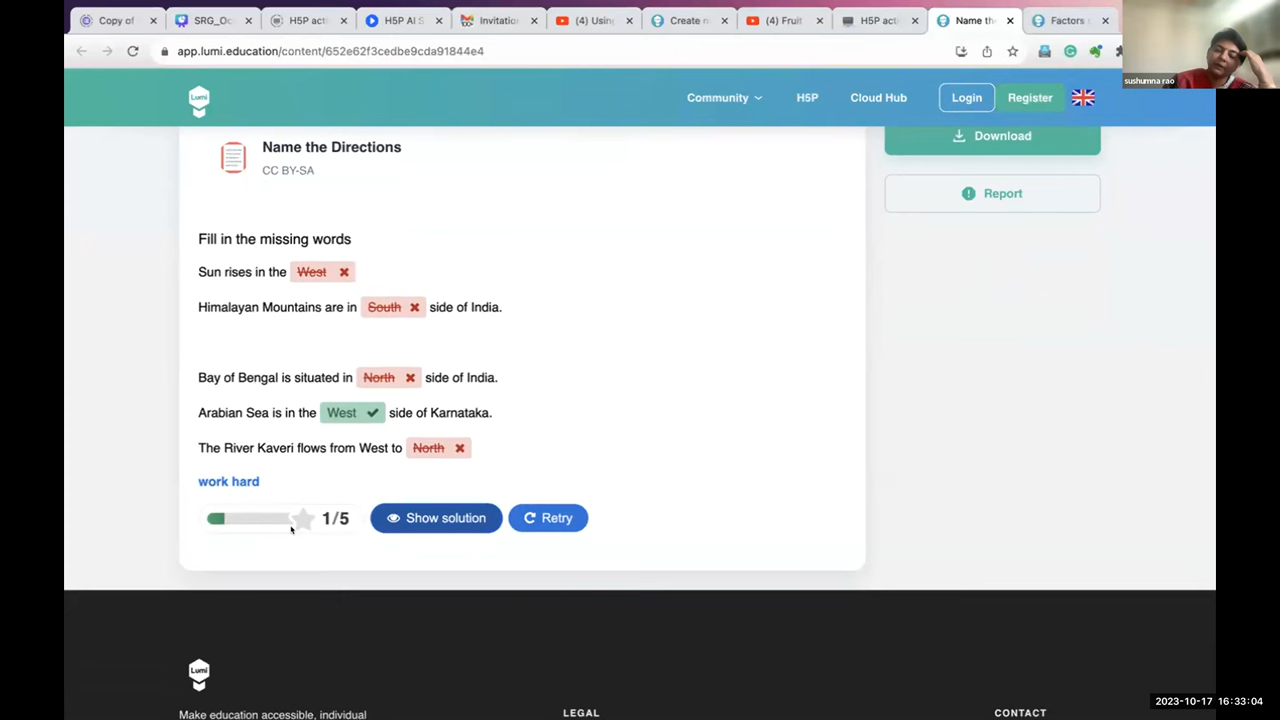 Copy of
SRG_Oc
H5P acti
H5P AI S
Invitatio
(4) Usin
Create n
(4) Fruit
H5P acti
Name the
Factors
app.lumi.education/content/652e62f3cedbe9cda91844e4
sushumna rao
Lumi
Community
H5P
Cloud Hub
Login
Register
Name the Directions
CC BY-SA
Download
Report
Fill in the missing words
Sun rises in the West
Himalayan Mountains are in South side of India.
Bay of Bengal is situated in North side of India.
Arabian Sea is in the West side of Karnataka.
The River Kaveri flows from West to North
work hard
1/5 Show solution Retry
Lumi
Make education accessible, individual
LEGAL
CONTACT
2023-10-17 16:33:04